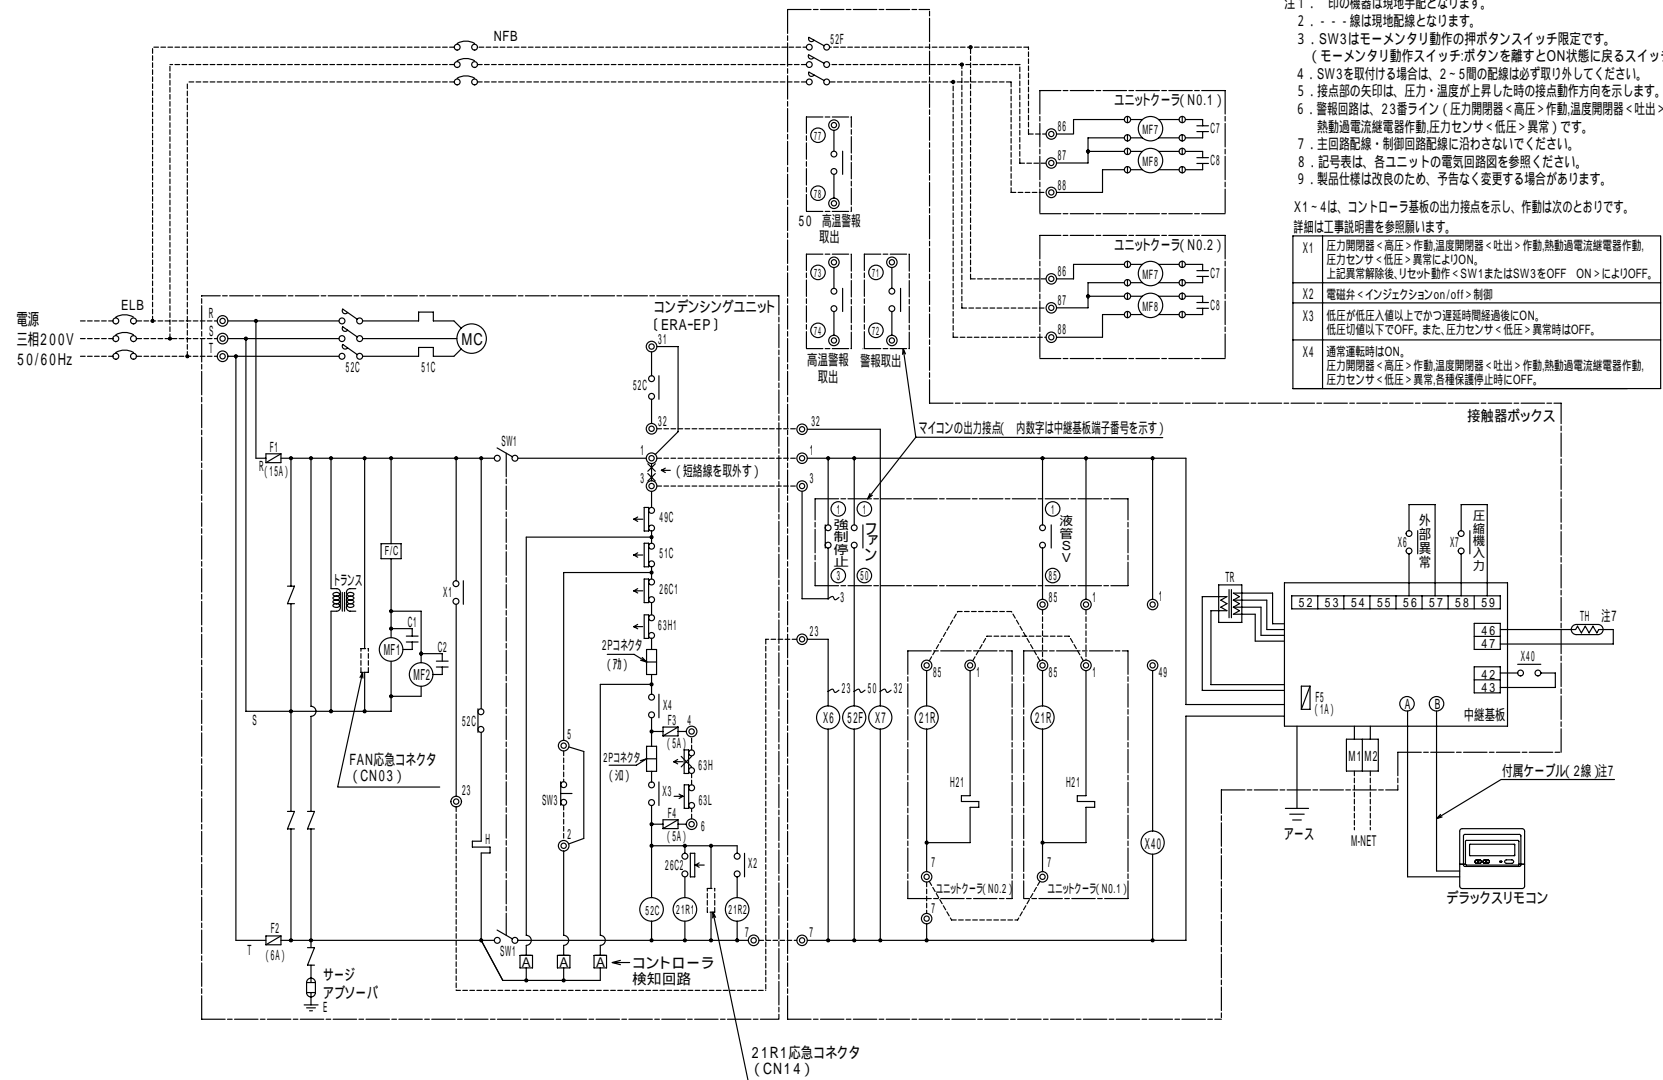 注１． 印の機器は現地手配となります。
２．- - - 線は現地配線となります。
３．SW3はモーメンタリ動作の押ボタンスイッチ限定です。
(モーメンタリ動作スイッチ:ボタンを離すとON状態に戻るスイッ
４．SW3を取付ける場合は、2~5間の配線は必ず取り外してください。
５．接点部の矢印は、圧力・温度が上昇した時の接点動作方向を示します。
６．警報回路は、23番ライン(圧力開閉器<高圧>作動,温度開閉器<吐出>
熱動過電流継電器作動,圧力センサ<低圧>異常)です。
７．主回路配線・制御回路配線に沿わさないでください。
８．記号表は、各ユニットの電気回路図を参照ください。
９．製品仕様は改良のため、予告なく変更する場合があります。
X1~4は、コントローラ基板の出力接点を示し、作動は次のとおりです。
詳細は工事説明書を参照願います。
X1 圧力開閉器<高圧>作動,温度開閉器<吐出>作動,熱動過電流継電器作動,
圧力センサ<低圧>異常によりON。
上記異常解除後、リセット動作<SW1またはSW3をOFF ON>によりOFF。
X2 電磁弁<インジェクションon/off>制御
X3 低圧が低圧入値以上でかつ遅延時間経過後にON。
低圧切値以下でOFF。また、圧力センサ<低圧>異常時はOFF。
X4 通常運転時はON。
圧力開閉器<高圧>作動,温度開閉器<吐出>作動,熱動過電流継電器作動,
圧力センサ<低圧>異常,各種保護停止時にOFF。
NFB
52F
ユニットクーラ(NO.1)
86
87
88
MF7
C7
MF8
C8
77
78
50 高温警報
取出
ユニットクーラ(NO.2)
86
87
88
MF7
C7
MF8
C8
73
74
高温警報
取出
71
72
警報取出
電源
三相200V
50/60Hz
ELB
R
S
T
52C
51C
MC
コンデンシングユニット
〔ERA-EP〕
31
52C
32
32
マイコンの出力接点( 内数字は中継基板端子番号を示す)
接触器ボックス
F1
R
(15A)
SW1
1
1
(短絡線を取外す)
3
3
49C
51C
26C1
63H1
2Pコネクタ
(アカ)
F/C
トランス
X1
C1
MF1
C2
MF2
1
強制停止
3
1
ファン
50
1
液管SV
85
3
85
1
1
23
S
52C
FAN応急コネクタ
(CN03)
23
H
5
SW3
2
X4
F3
4
(5A)
2Pコネクタ
(シロ)
63H
X3
63L
F4
6
(5A)
26C2
X2
52C
21R1
21R2
7
7
23
50
32
X6
52F
X7
85
1
21R
H21
7
ユニットクーラ(NO.2)
7
85
1
21R
H21
7
ユニットクーラ(NO.1)
49
X40
F2
T
(6A)
SW1
A
A
A
コントローラ
検知回路
サージ
アブソーバ
E
21R1応急コネクタ
(CN14)
TR
X6
外部異常
X7
圧縮機入力
52 53 54 55 56 57 58 59
46
47
TH
注7
X40
42
43
F5
(1A)
A
B
中継基板
アース
M1 M2
M-NET
付属ケーブル(2線)注7
デラックスリモコン